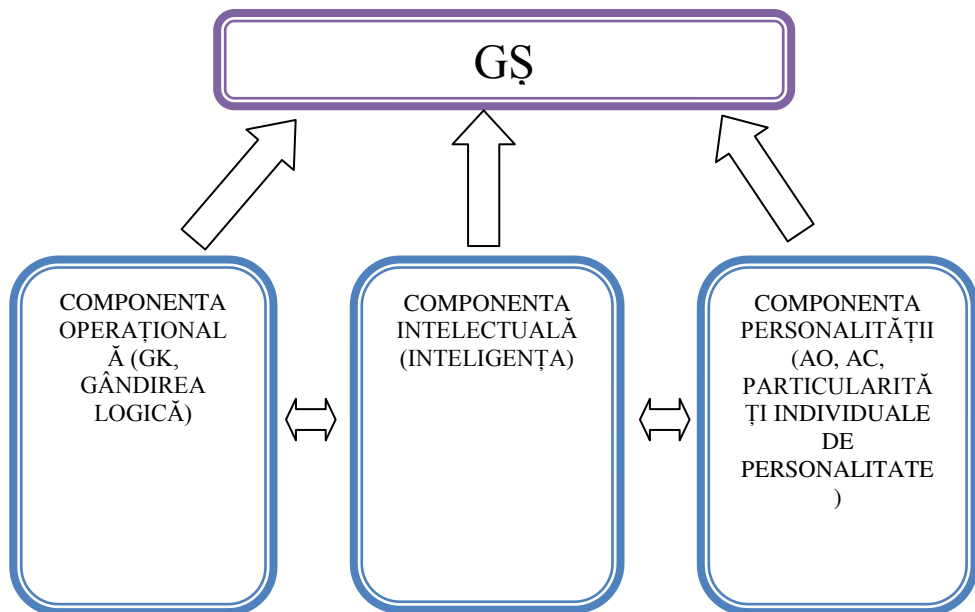 GȘ
COMPONENTA
OPERAȚIONAL
Ă (GK,
GÂNDIREA
LOGICĂ)
COMPONENTA
INTELECTUALĂ
(INTELIGENȚA)
COMPONENTA
PERSONALITĂȚII
(AO, AC,
PARTICULARITĂ
ȚI INDIVIDUALE
DE
PERSONALITATE
)